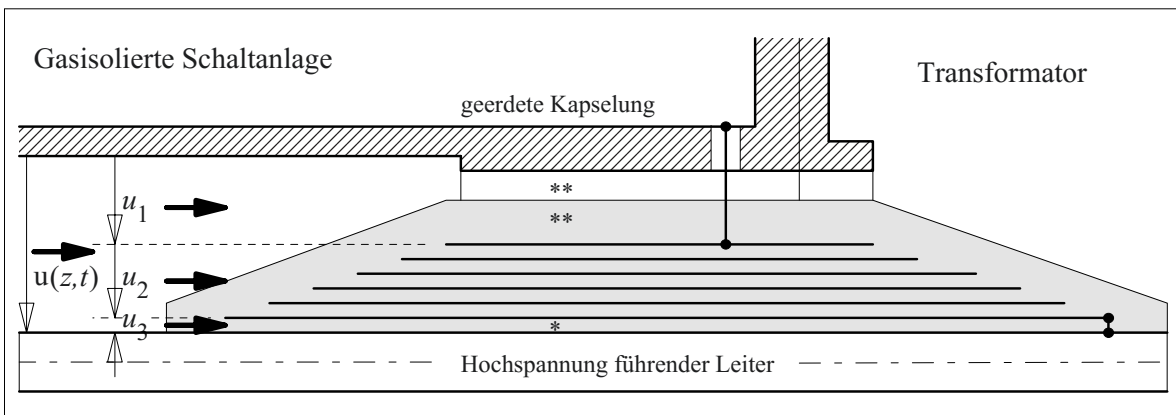 Gasisolierte Schaltanlage
Transformator
geerdete Kapselung
**
**
u1
u(z,t)
u2
u3
*
Hochspannung führender Leiter